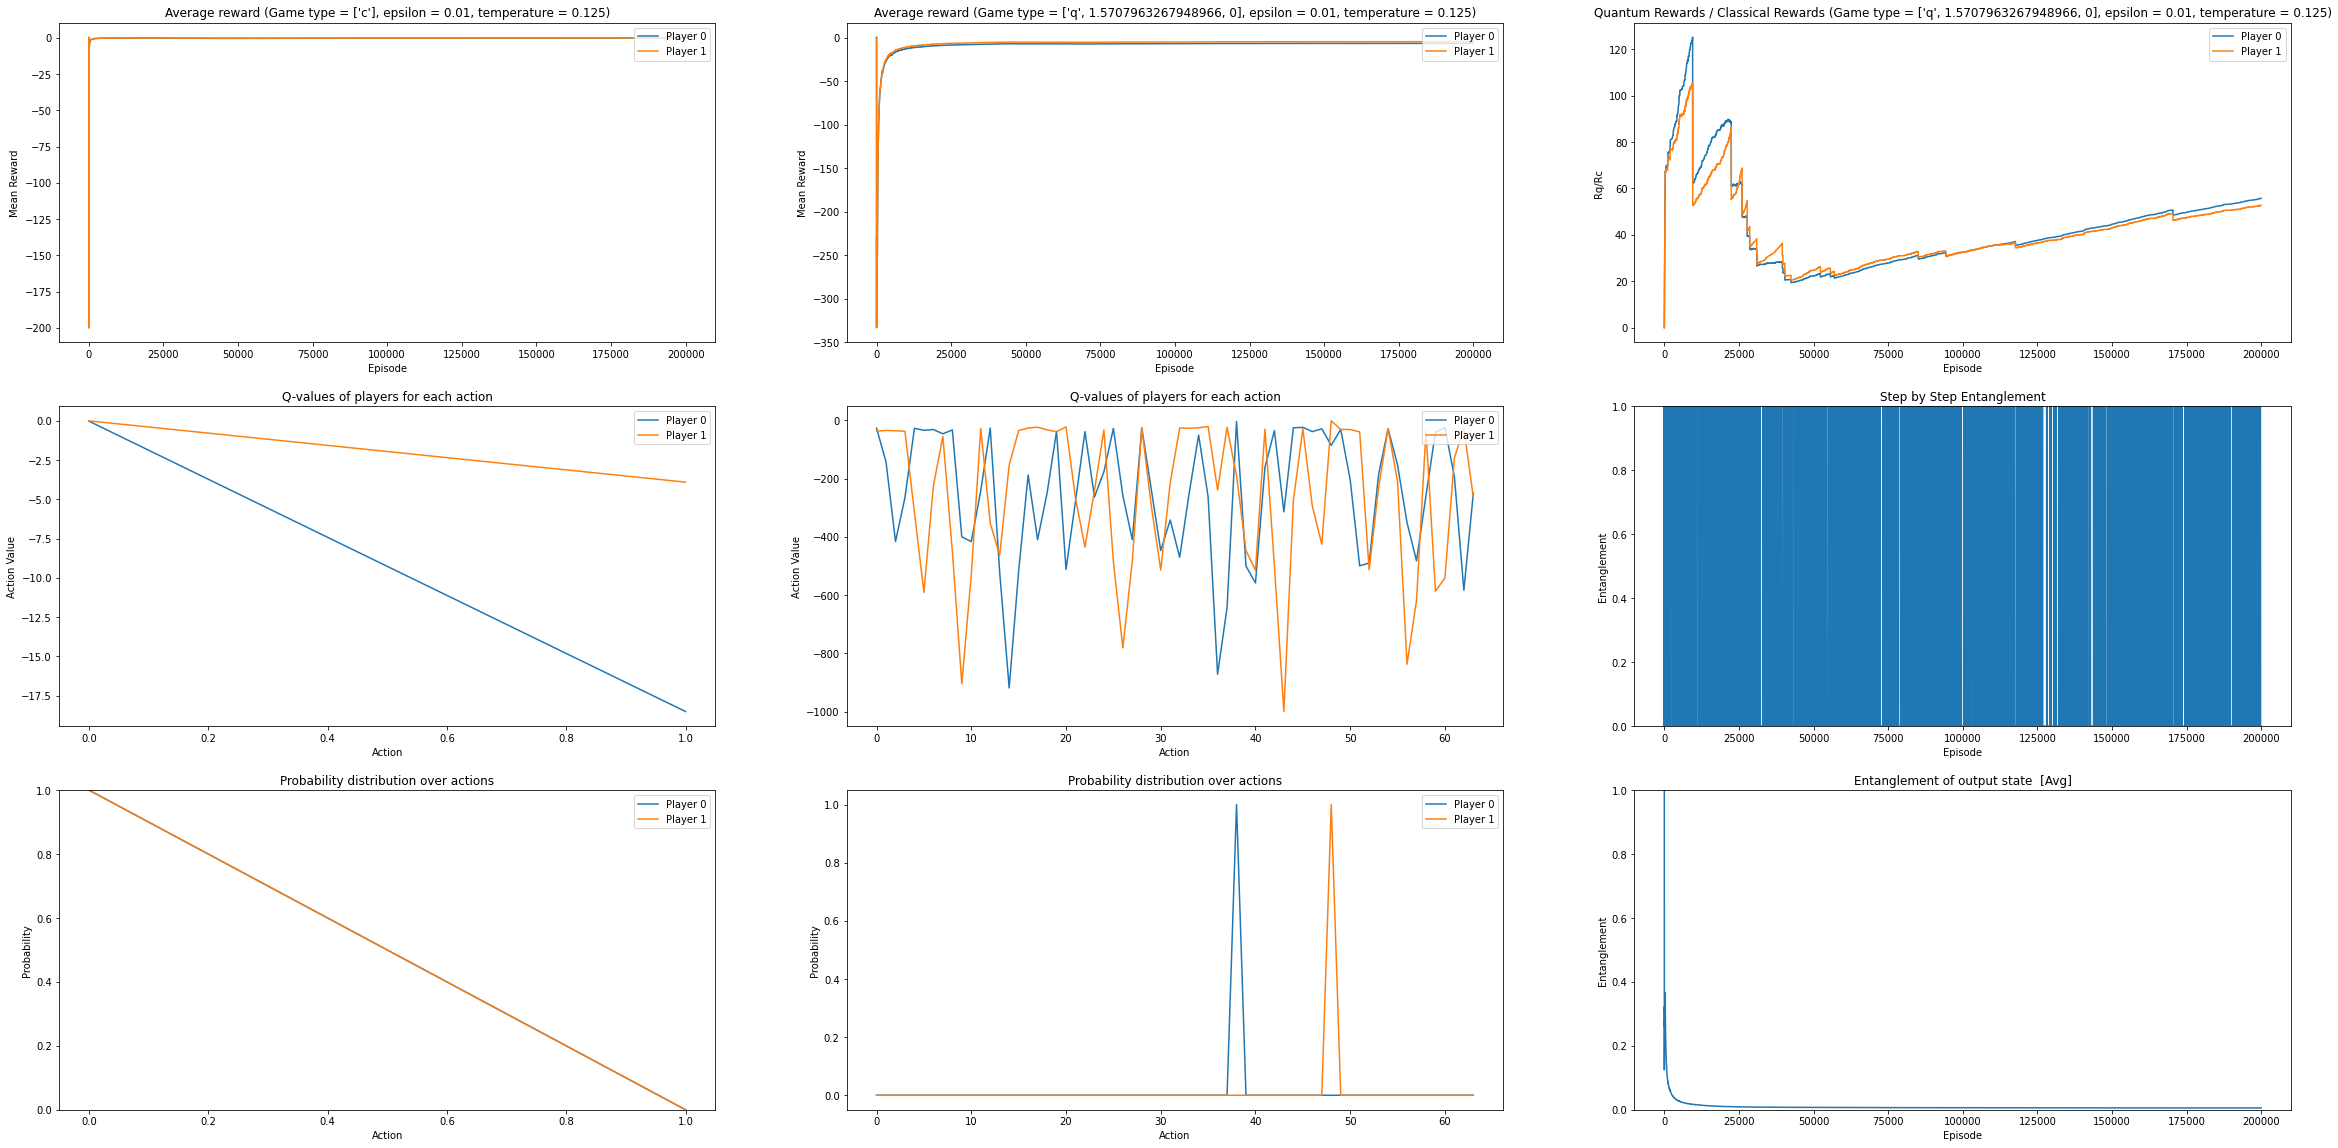 Average reward (Game type = ['c'], epsilon = 0.01, temperature = 0.125)
Player 0
Player 1
Mean Reward
0
−25
−50
−75
−100
−125
−150
−175
−200
0 25000 50000 75000 100000 125000 150000 175000 200000
Episode
Average reward (Game type = ['q', 1.5707963267948966, 0], epsilon = 0.01, temperature = 0.125)
Player 0
Player 1
Mean Reward
0
−50
−100
−150
−200
−250
−300
−350
0 25000 50000 75000 100000 125000 150000 175000 200000
Episode
Quantum Rewards / Classical Rewards (Game type = ['q', 1.5707963267948966, 0], epsilon = 0.01, temperature = 0.125)
Player 0
Player 1
Rq/Rc
120
100
80
60
40
20
0
0 25000 50000 75000 100000 125000 150000 175000 200000
Episode
Q-values of players for each action
Player 0
Player 1
Action Value
0.0
−2.5
−5.0
−7.5
−10.0
−12.5
−15.0
−17.5
0.0 0.2 0.4 0.6 0.8 1.0
Action
Q-values of players for each action
Player 0
Player 1
Action Value
0
−200
−400
−600
−800
−1000
0 10 20 30 40 50 60
Action
Step by Step Entanglement
Entanglement
1.0
0.8
0.6
0.4
0.2
0.0
0 25000 50000 75000 100000 125000 150000 175000 200000
Episode
Probability distribution over actions
Player 0
Player 1
Probability
1.0
0.8
0.6
0.4
0.2
0.0
0.0 0.2 0.4 0.6 0.8 1.0
Action
Probability distribution over actions
Player 0
Player 1
Probability
1.0
0.8
0.6
0.4
0.2
0.0
0 10 20 30 40 50 60
Action
Entanglement of output state [Avg]
Entanglement
1.0
0.8
0.6
0.4
0.2
0.0
0 25000 50000 75000 100000 125000 150000 175000 200000
Episode